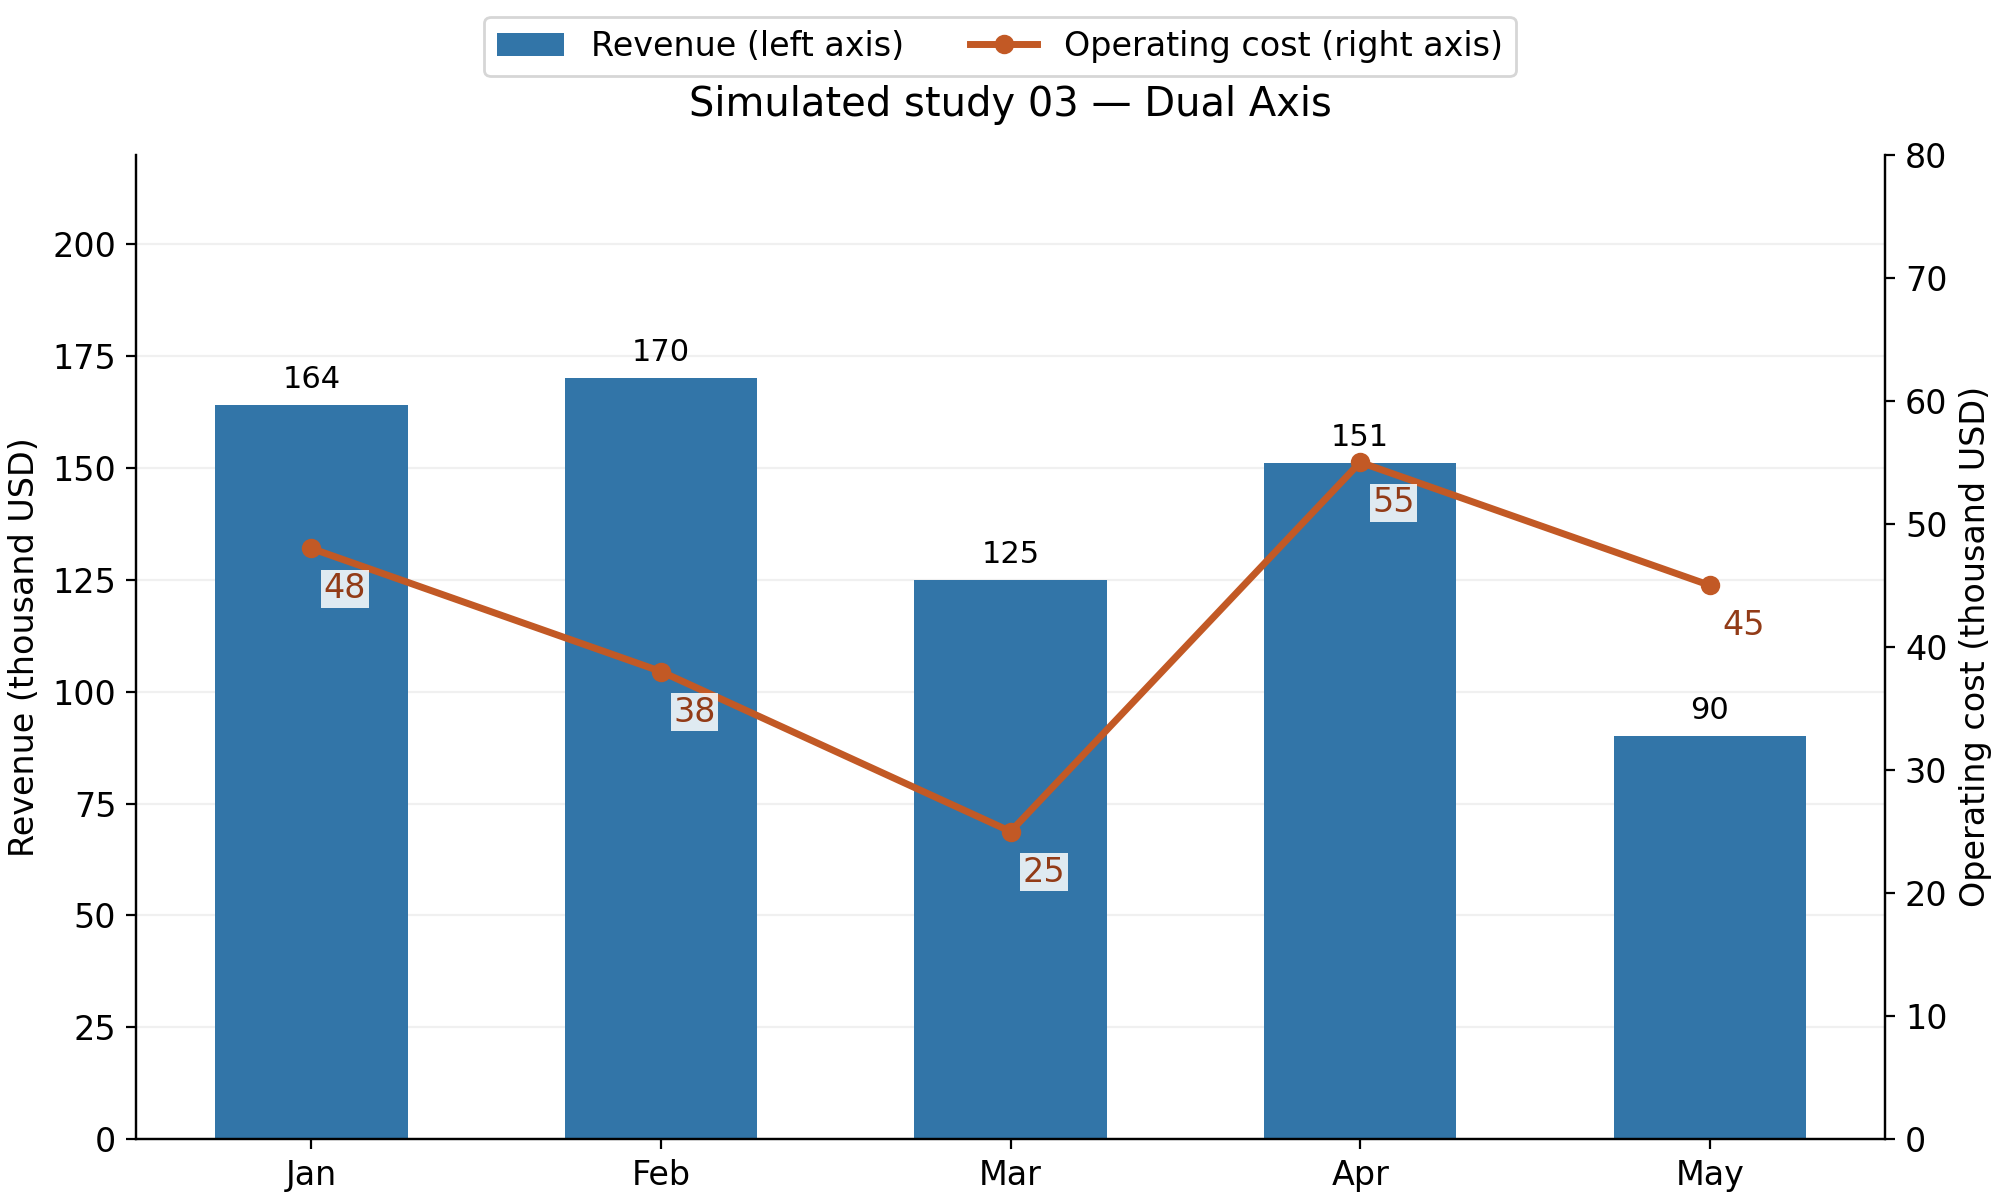 Revenue (left axis)
Operating cost (right axis)
Simulated study 03 — Dual Axis
Revenue (thousand USD)
200
175
150
125
100
75
50
25
0
164
170
125
151
90
48
38
25
55
45
80
70
60
50
40
30
20
10
0
Operating cost (thousand USD)
Jan
Feb
Mar
Apr
May